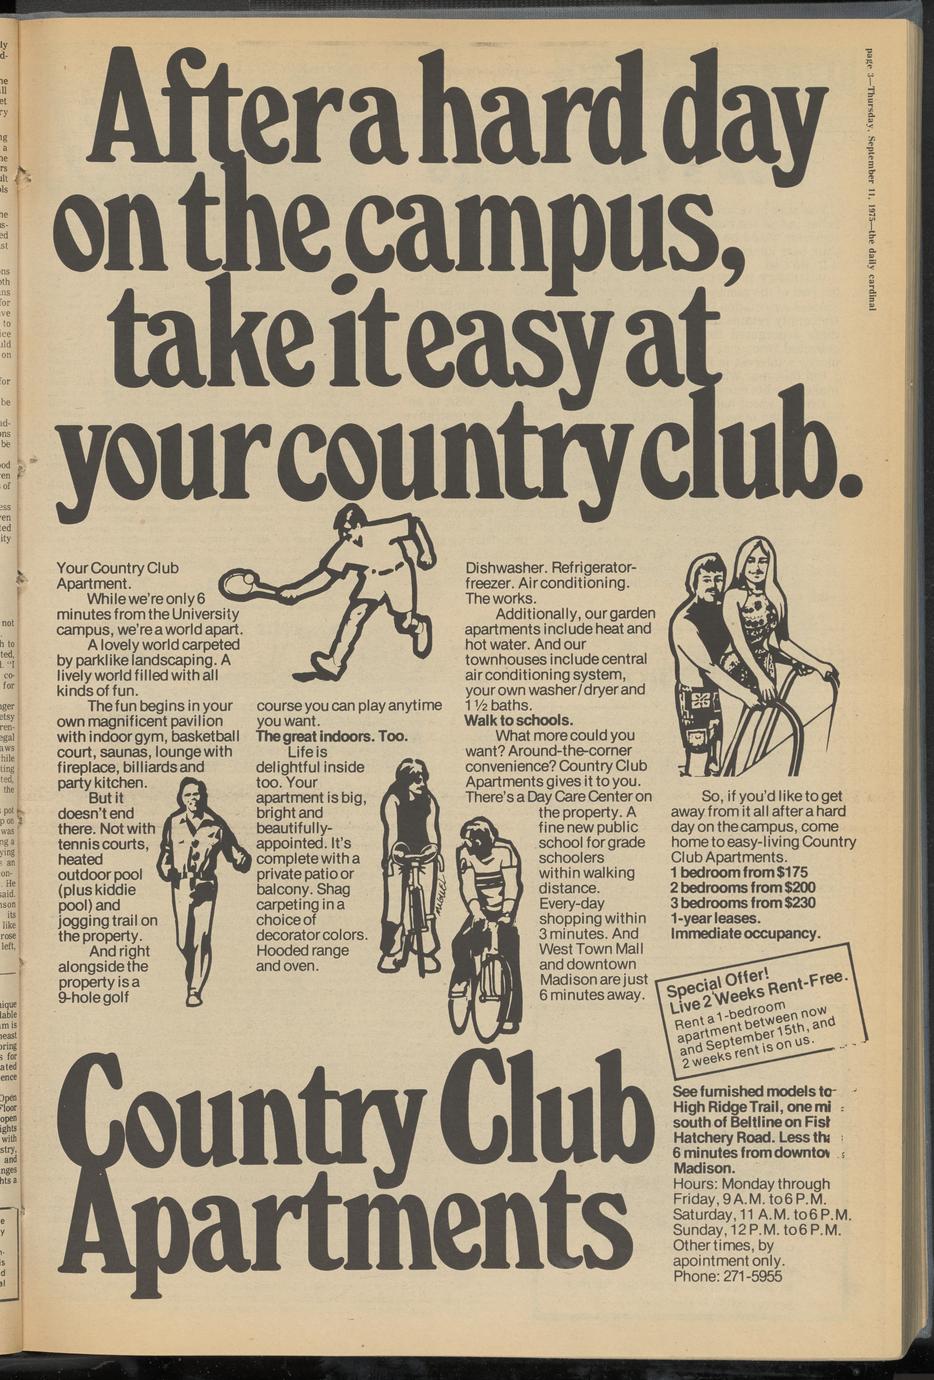 page 3—Thursday, September 11, 1975—the daily cardinal
After a hard day
on the campus,
take it easy at
your country club.
Your Country Club
Apartment.
While we're only 6
minutes from the University
campus, we're a world apart.
A lovely world carpeted
by parklike landscaping. A
lively world filled with all
kinds of fun.
The fun begins in your
own magnificent pavilion
with indoor gym, basketball
court, saunas, lounge with
fireplace, billiards and
party kitchen.
But it
doesn't end
there. Not with
tennis courts,
heated
outdoor pool
(plus kiddie
pool) and
jogging trail on
the property.
And right
alongside the
property is a
9-hole golf
course you can play anytime
you want.
The great indoors. Too.
Life is
delightful inside
too. Your
apartment is big,
bright and
beautifully-
appointed. It's
complete with a
private patio or
balcony. Shag
carpeting in a
choice of
decorator colors.
Hooded range
and oven.
Dishwasher. Refrigerator-
freezer. Air conditioning.
The works.
Additionally, our garden
apartments include heat and
hot water. And our
townhouses include central
air conditioning system,
your own washer/dryer and
1 ½ baths.
Walk to schools.
What more could you
want? Around-the-corner
convenience? Country Club
Apartments gives it to you.
There's a Day Care Center on
the property. A
fine new public
school for grade
schoolers
within walking
distance.
Every-day
shopping within
3 minutes. And
West Town Mall
and downtown
Madison are just
6 minutes away.
So, if you'd like to get
away from it all after a hard
day on the campus, come
home to easy-living Country
Club Apartments.
1 bedroom from $175
2 bedrooms from $200
3 bedrooms from $230
1-year leases.
Immediate occupancy.
Special Offer!
Live 2 Weeks Rent-Free.
Rent a 1-bedroom
apartment between now
and September 15th, and
2 weeks rent is on us.
Country Club
Apartments
See furnished models to-
High Ridge Trail, one mi
south of Beltline on Fish
Hatchery Road. Less tha
6 minutes from downtow
Madison.
Hours: Monday through
Friday, 9 A.M. to 6 P.M.
Saturday, 11 A.M. to 6 P.M.
Sunday, 12 P.M. to 6 P.M.
Other times, by
apointment only.
Phone: 271-5955